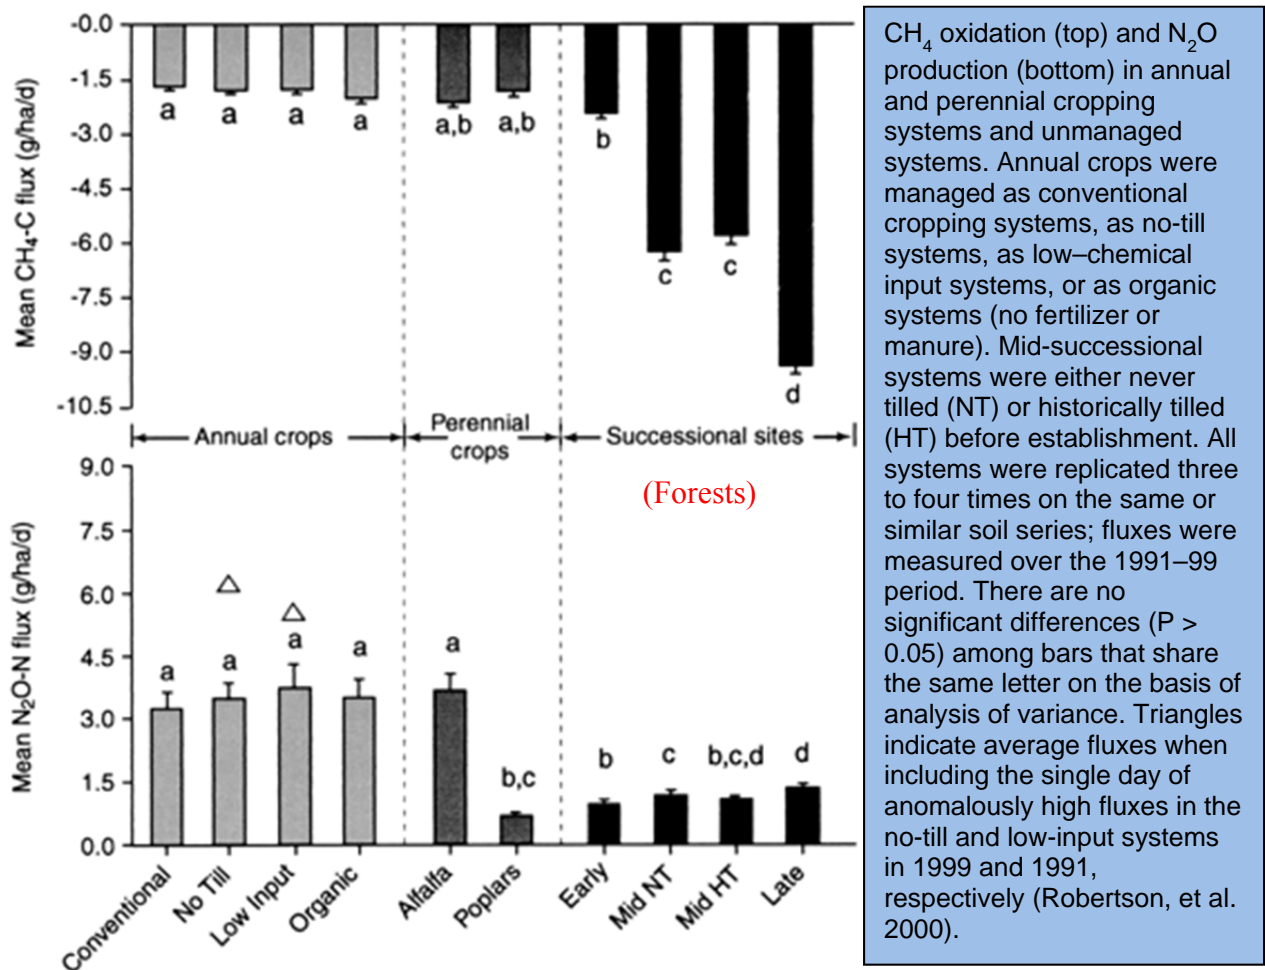 Mean CH4-C flux (g/ha/d)
-0.0
-1.5
-3.0
-4.5
-6.0
-7.5
-9.0
-10.5
a
a
a
a
a,b
a,b
b
c
c
d
Annual crops
Perennial
crops
Successional sites
(Forests)
Mean N2O-N flux (g/ha/d)
9.0
7.5
6.0
4.5
3.0
1.5
0.0
a
a
a
a
a
b,c
b
c
b,c,d
d
Conventional
No Till
Low Input
Organic
Alfalfa
Poplars
Early
Mid NT
Mid HT
Late
CH4 oxidation (top) and N2O
production (bottom) in annual
and perennial cropping
systems and unmanaged
systems. Annual crops were
managed as conventional
cropping systems, as no-till
systems, as low–chemical
input systems, or as organic
systems (no fertilizer or
manure). Mid-successional
systems were either never
tilled (NT) or historically tilled
(HT) before establishment. All
systems were replicated three
to four times on the same or
similar soil series; fluxes were
measured over the 1991–99
period. There are no
significant differences (P >
0.05) among bars that share
the same letter on the basis of
analysis of variance. Triangles
indicate average fluxes when
including the single day of
anomalously high fluxes in the
no-till and low-input systems
in 1999 and 1991,
respectively (Robertson, et al.
2000).